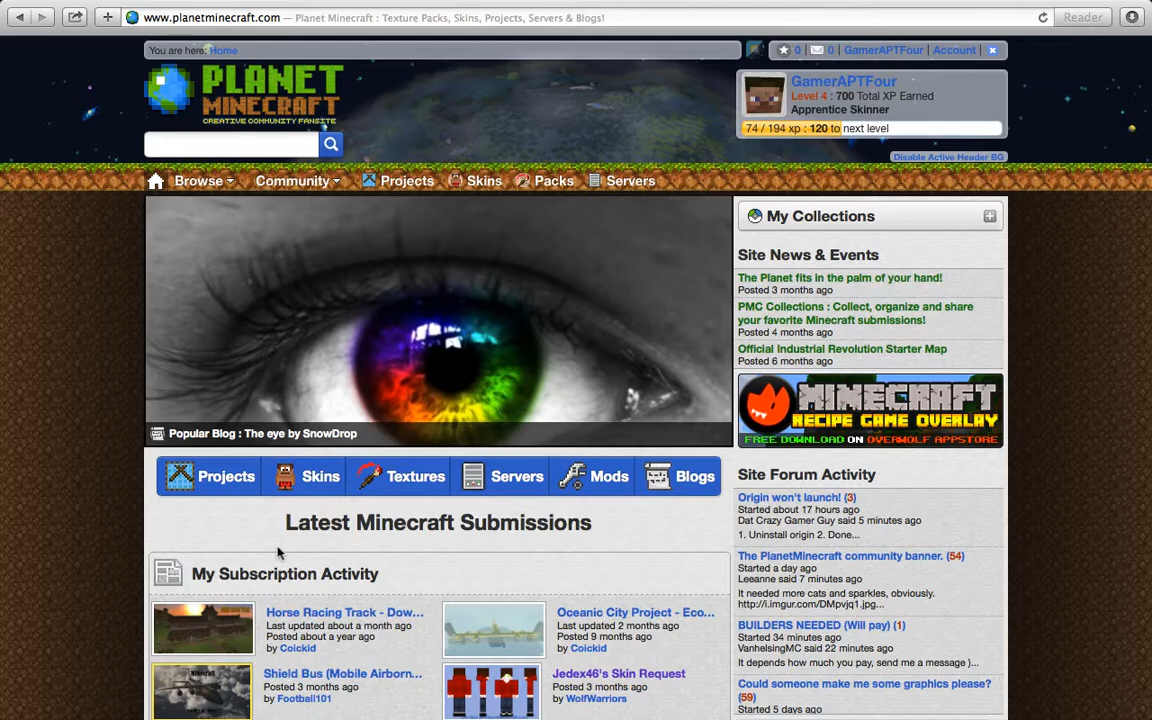 www.planetminecraft.com — Planet Minecraft : Texture Packs, Skins, Projects, Servers & Blogs!
Reader
You are here: Home
0 | 0 | GamerAPTFour | Account |
PLANET
MINECRAFT
CREATIVE COMMUNITY FANSITE
GamerAPTFour
Level 4 : 700 Total XP Earned
Apprentice Skinner
74 / 194 xp : 120 to next level
Disable Active Header BG
Browse Community Projects Skins Packs Servers
Popular Blog : The eye by SnowDrop
Projects Skins Textures Servers Mods Blogs
Latest Minecraft Submissions
My Subscription Activity
Horse Racing Track - Dow...
Last updated about a month ago
Posted about a year ago
by Coickid
Oceanic City Project - Eco...
Last updated 2 months ago
Posted 9 months ago
by Coickid
Shield Bus (Mobile Airborn...
Posted 3 months ago
by Football101
Jedex46's Skin Request
Posted 3 months ago
by WolfWarriors
My Collections
Site News & Events
The Planet fits in the palm of your hand!
Posted 3 months ago
PMC Collections : Collect, organize and share
your favorite Minecraft submissions!
Posted 4 months ago
Official Industrial Revolution Starter Map
Posted 6 months ago
MINECRAFT
RECIPE GAME OVERLAY
FREE DOWNLOAD ON OVERWOLF APPSTORE
Site Forum Activity
Origin won't launch! (3)
Started about 17 hours ago
Dat Crazy Gamer Guy said 5 minutes ago
1. Uninstall origin 2. Done...
The PlanetMinecraft community banner. (54)
Started a day ago
Leeanne said 7 minutes ago
It needed more cats and sparkles, obviously.
http://i.imgur.com/DMpvjq1.jpg...
BUILDERS NEEDED (Will pay) (1)
Started 34 minutes ago
VanhelsingMC said 22 minutes ago
It depends how much you pay, send me a message )...
Could someone make me some graphics please?
(59)
Started 5 days ago